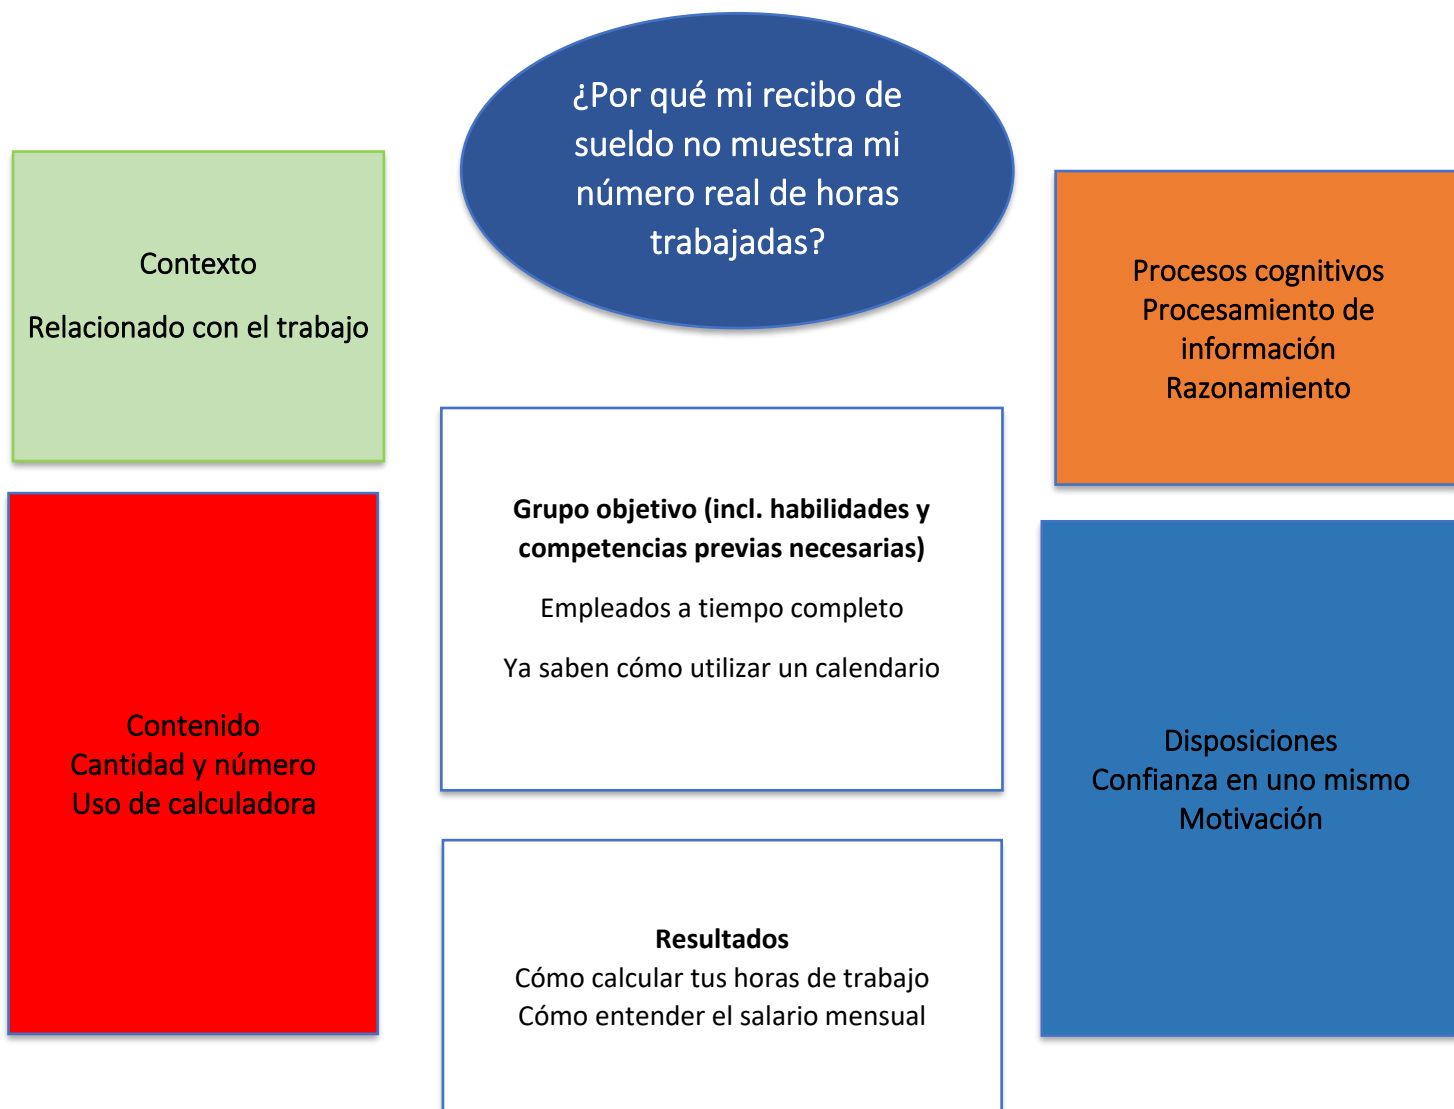 ¿Por qué mi recibo de
sueldo no muestra mi
número real de horas
trabajadas?
Contexto
Relacionado con el trabajo
Procesos cognitivos
Procesamiento de
información
Razonamiento
Grupo objetivo (incl. habilidades y
competencias previas necesarias)
Empleados a tiempo completo
Ya saben cómo utilizar un calendario
Contenido
Cantidad y número
Uso de calculadora
Disposiciones
Confianza en uno mismo
Motivación
Resultados
Cómo calcular tus horas de trabajo
Cómo entender el salario mensual